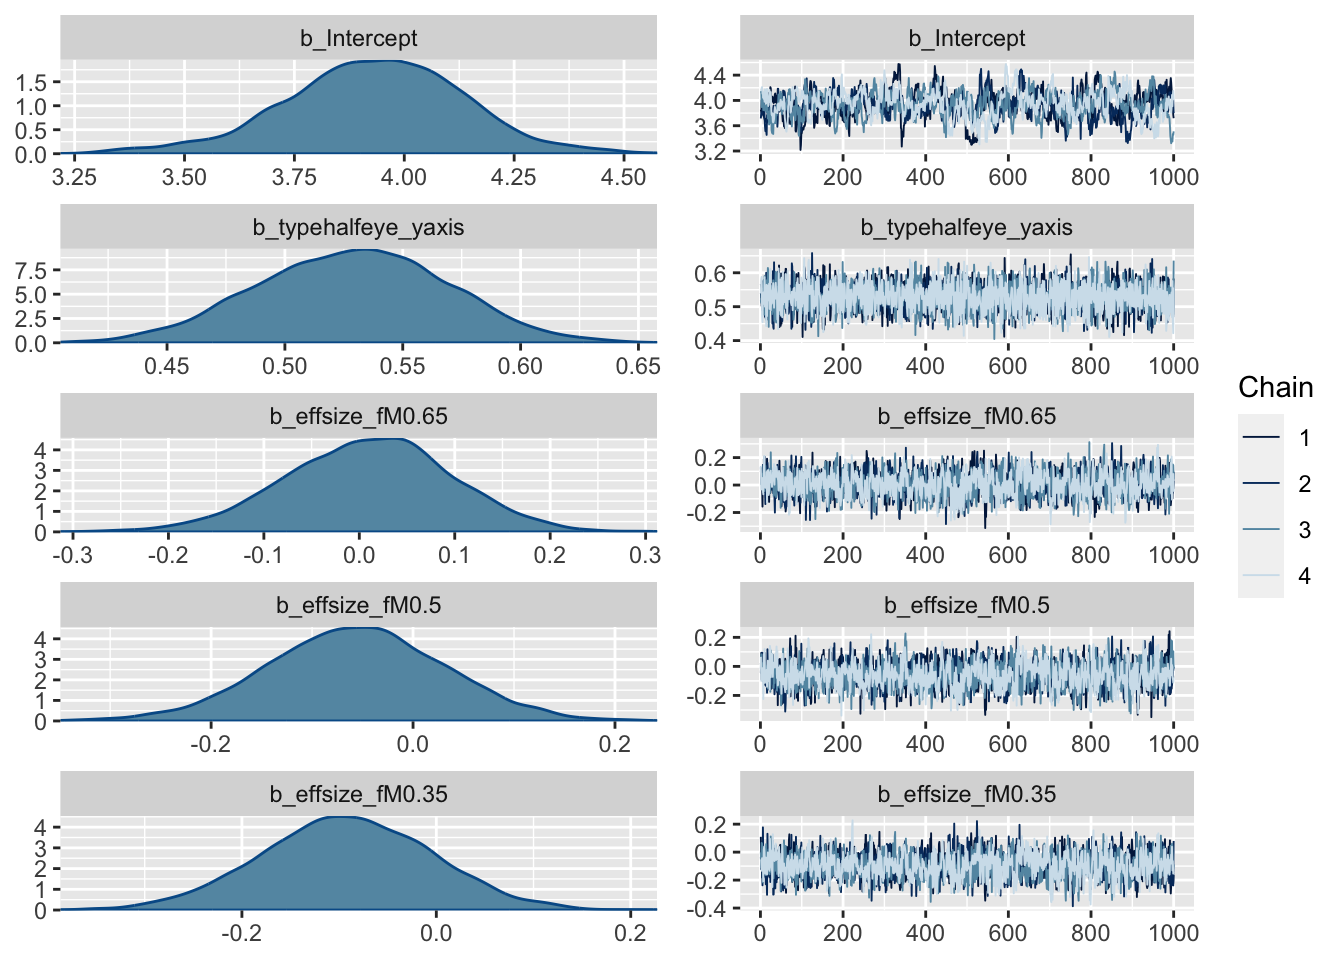 b_Intercept
1.5
1.0
0.5
0.0
3.25 3.50 3.75 4.00 4.25 4.50
b_Intercept
4.4
4.0
3.6
3.2
0 200 400 600 800 1000
b_typehalfeye_yaxis
7.5
5.0
2.5
0.0
0.45 0.50 0.55 0.60 0.65
b_typehalfeye_yaxis
0.6
0.5
0.4
0 200 400 600 800 1000
b_effsize_fM0.65
4
3
2
1
0
-0.3 -0.2 -0.1 0.0 0.1 0.2 0.3
b_effsize_fM0.65
0.2
0.0
-0.2
0 200 400 600 800 1000
b_effsize_fM0.5
4
3
2
1
0
-0.2 0.0 0.2
b_effsize_fM0.5
0.2
0.0
-0.2
0 200 400 600 800 1000
b_effsize_fM0.35
4
3
2
1
0
-0.2 0.0 0.2
b_effsize_fM0.35
0.2
0.0
-0.2
-0.4
0 200 400 600 800 1000
Chain
1
2
3
4